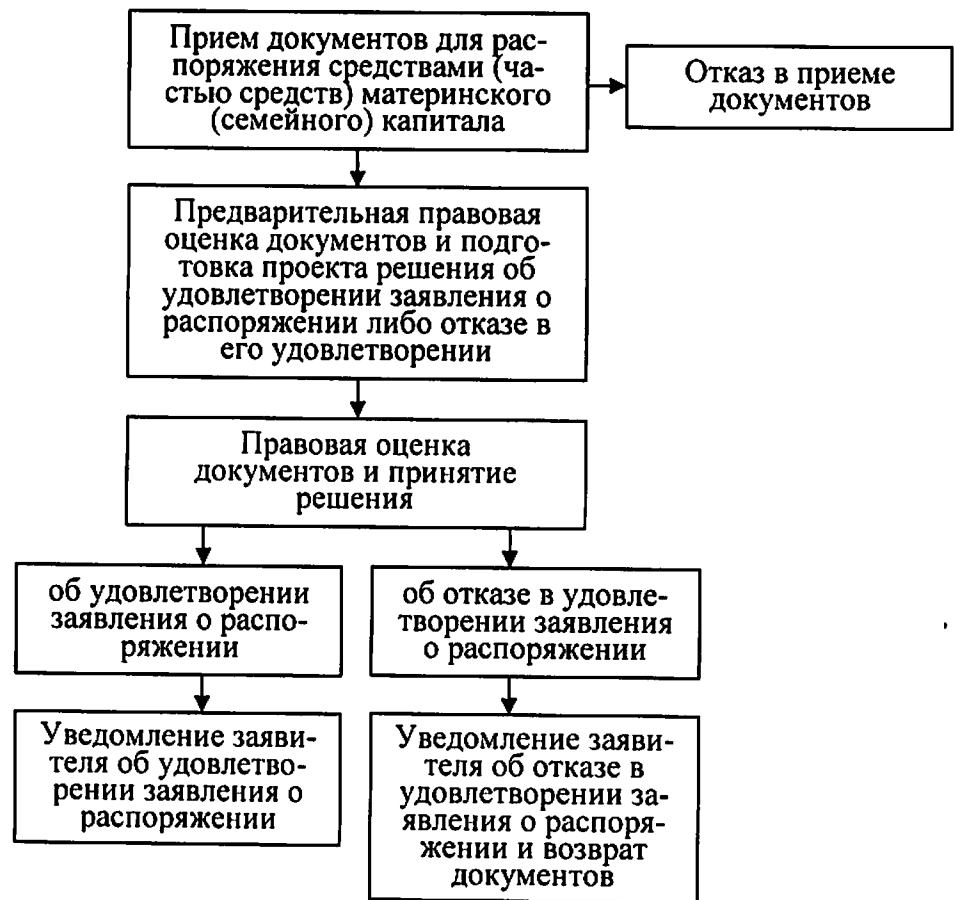 Прием документов для рас-
поряжения средствами (ча-
стью средств) материнского
(семейного) капитала
Отказ в приеме
документов
Предварительная правовая
оценка документов и подго-
товка проекта решения об
удовлетворении заявления о
распоряжении либо отказе в
его удовлетворении
Правовая оценка
документов и принятие
решения
об удовлетворении
заявления о распо-
ряжении
об отказе в удовле-
творении заявления
о распоряжении
Уведомление заяви-
теля об удовлетво-
рении заявления о
распоряжении
Уведомление заяви-
теля об отказе в
удовлетворении за-
явления о распоря-
жении и возврат
документов